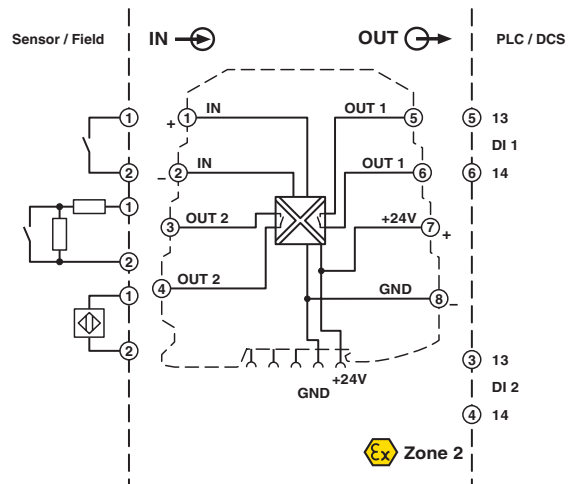 Sensor / Field
IN
OUT
PLC / DCS
1
+
1
IN
OUT 1
5
5
13
DI 1
2
−
2
IN
OUT 1
6
6
14
1
3
OUT 2
+24V
7
+
2
4
OUT 2
GND
8
−
1
2
GND
+24V
3
13
DI 2
4
14
Ex Zone 2